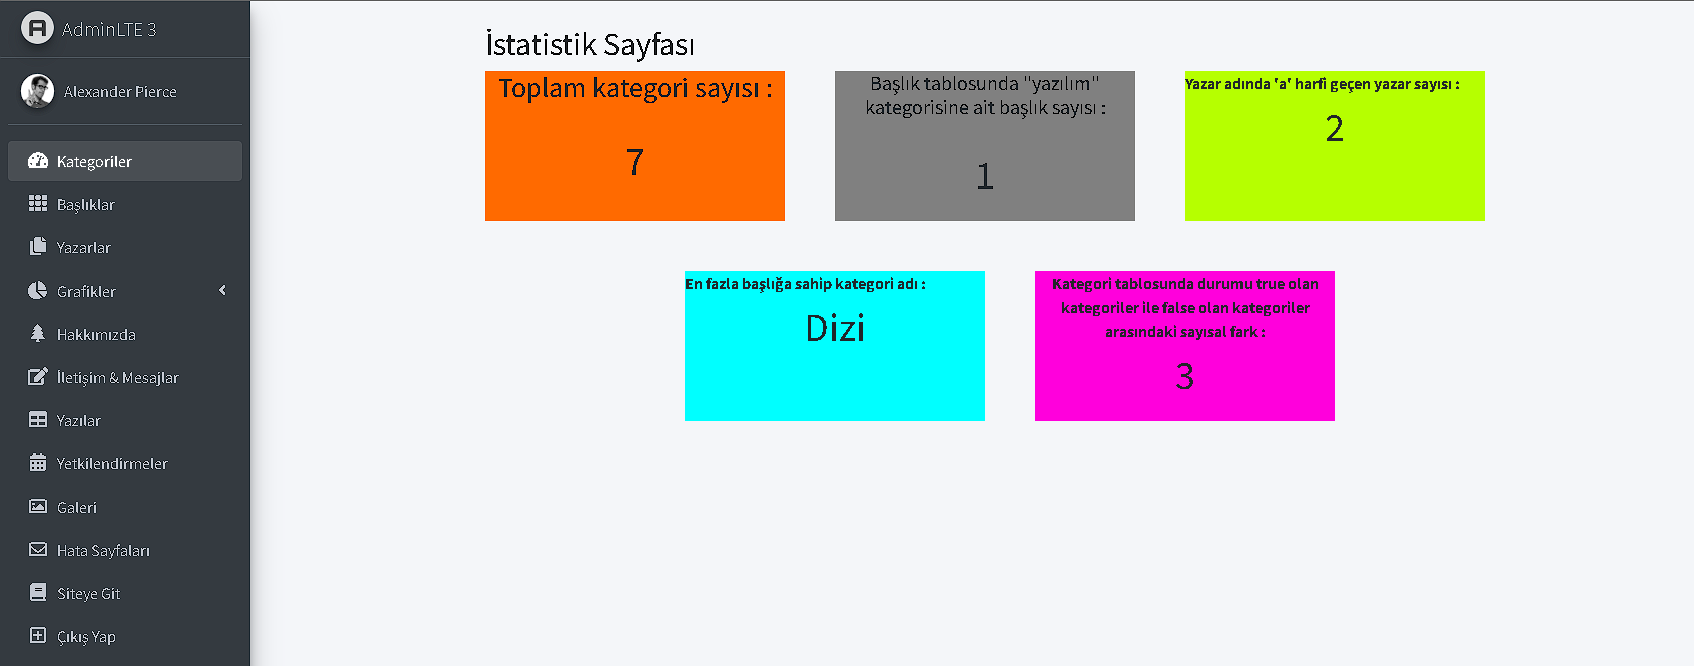 AdminLTE 3
Alexander Pierce
Kategoriler
Başlıklar
Yazarlar
Grafikler
Hakkımızda
İletişim & Mesajlar
Yazılar
Yetkilendirmeler
Galeri
Hata Sayfaları
Siteye Git
Çıkış Yap
İstatistik Sayfası
Toplam kategori sayısı :
7
Başlık tablosunda "yazılım"
kategorisine ait başlık sayısı :
1
Yazar adında 'a' harfi geçen yazar sayısı :
2
En fazla başlığa sahip kategori adı :
Dizi
Kategori tablosunda durumu true olan
kategoriler ile false olan kategoriler
arasındaki sayısal fark :
3